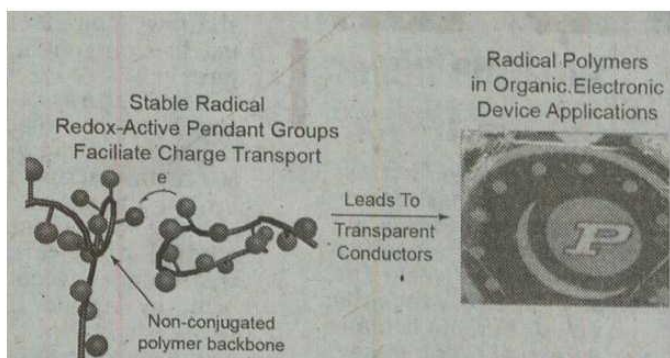 Stable Radical
Redox-Active Pendant Groups
Faciliate Charge Transport
e
Non-conjugated
polymer backbone
Leads To
Transparent
Conductors
Radical Polymers
in Organic Electronic
Device Applications
P